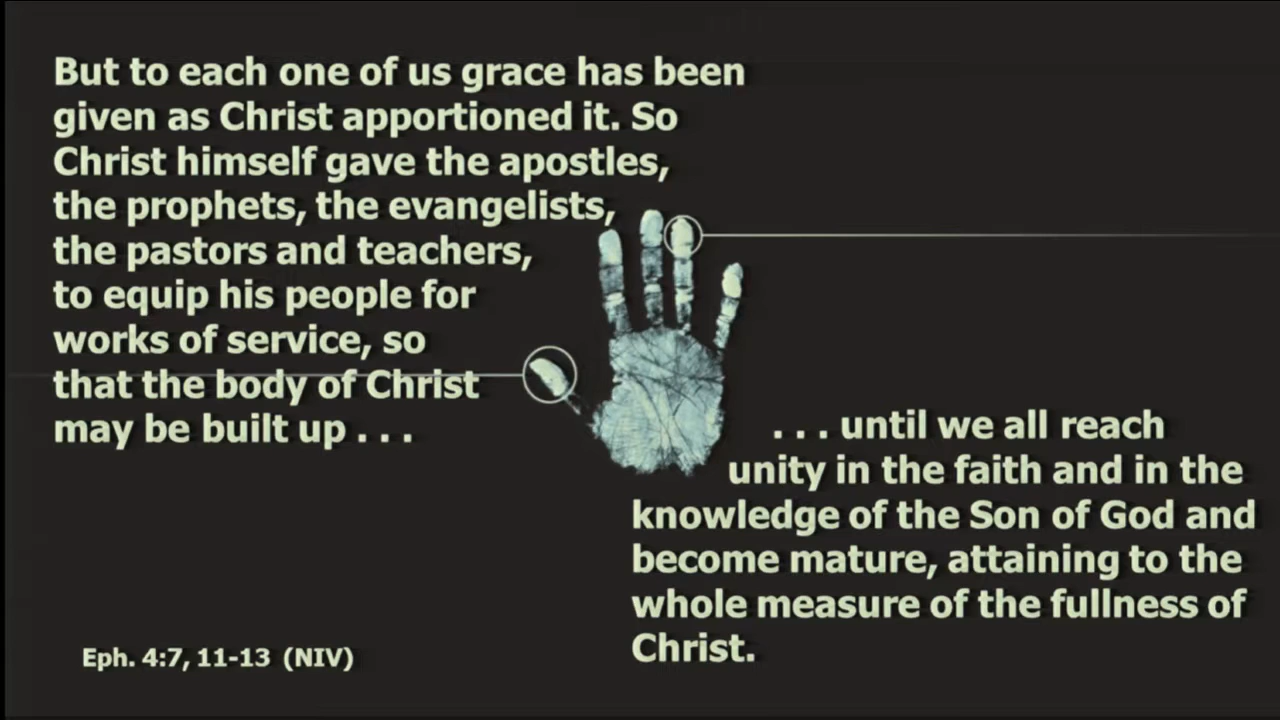 But to each one of us grace has been
given as Christ apportioned it. So
Christ himself gave the apostles,
the prophets, the evangelists,
the pastors and teachers,
to equip his people for
works of service, so
that the body of Christ
may be built up . . .
. . . until we all reach
unity in the faith and in the
knowledge of the Son of God and
become mature, attaining to the
whole measure of the fullness of
Christ.
Eph. 4:7, 11-13 (NIV)